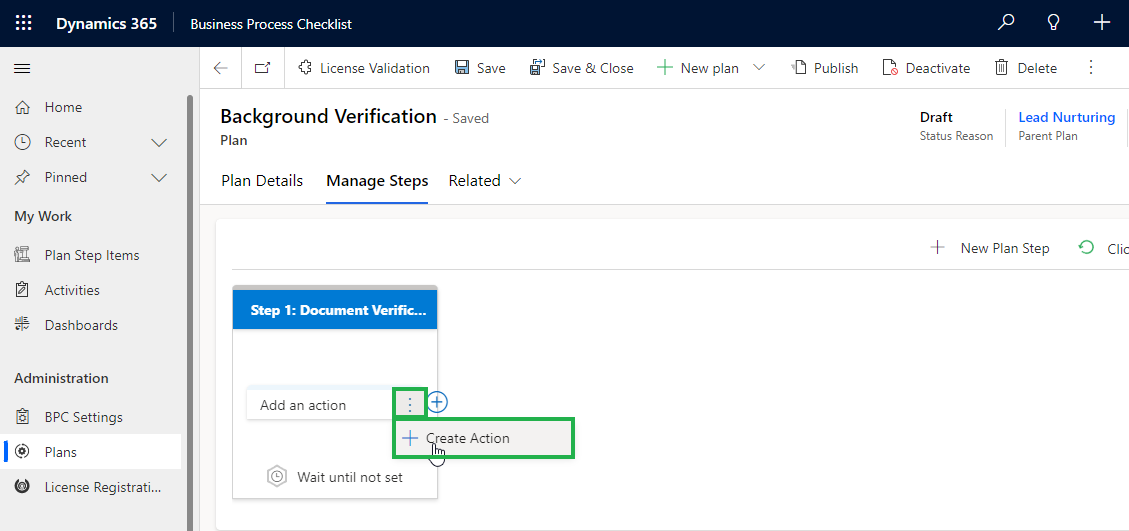 Dynamics 365 Business Process Checklist
License Validation Save Save & Close New plan Publish Deactivate Delete
Home
Recent
Pinned
My Work
Plan Step Items
Activities
Dashboards
Administration
BPC Settings
Plans
License Registrati...
Background Verification - Saved
Plan
Draft
Status Reason
Lead Nurturing
Parent Plan
Plan Details Manage Steps Related
New Plan Step Clic
Step 1: Document Verific...
Add an action
Create Action
Wait until not set